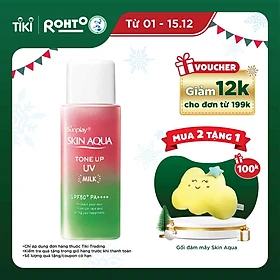 TIKI
ROHTO
Từ 01 - 15.12
VOUCHER
Giảm 12k
cho đơn từ 199k
MUA 2 TẶNG 1
100k
Sunplay
SKIN AQUA
TONE UP
UV
MILK
SPF50+ PA++++
Gối đám mây Skin Aqua
*Chỉ áp dụng đơn hàng thuộc Tiki Trading
*Kiểm tra quà tặng trong giỏ hàng trước khi thanh toán
*Số lượng quà tặng/coupon có hạn